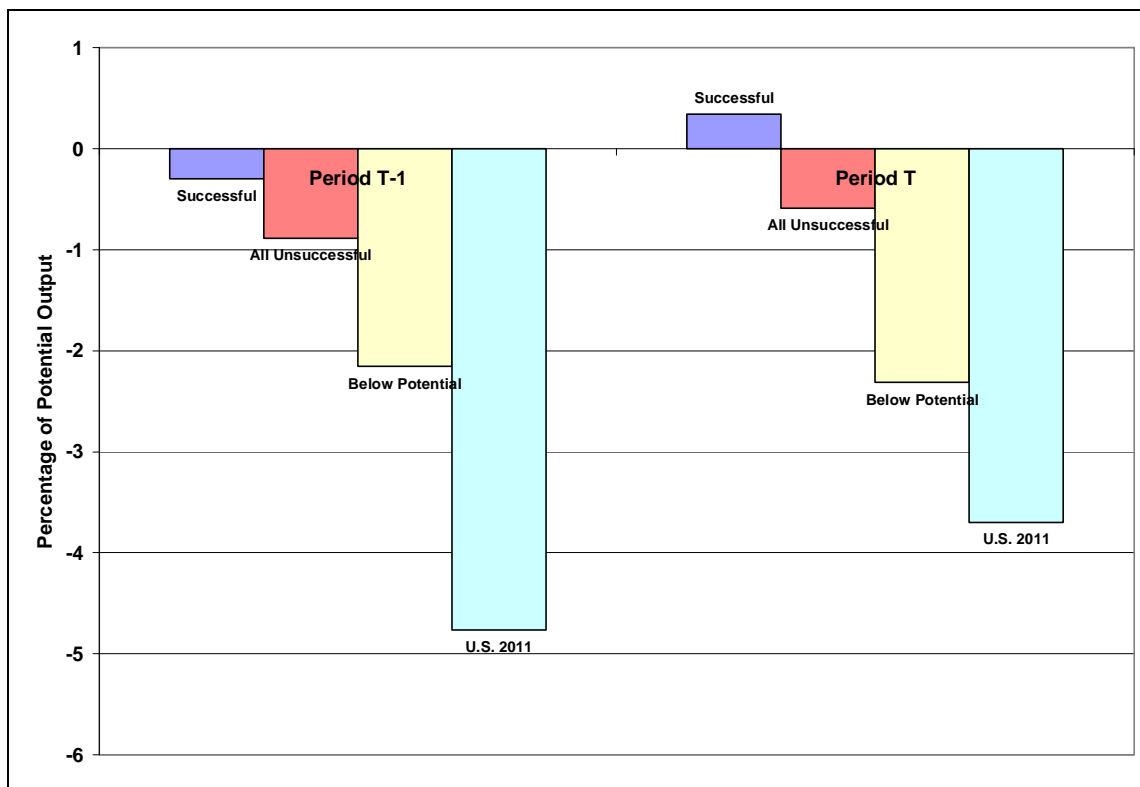 Percentage of Potential Output
1
0
-1
-2
-3
-4
-5
-6
Period T-1
Successful
All Unsuccessful
Below Potential
U.S. 2011
Period T
Successful
All Unsuccessful
Below Potential
U.S. 2011